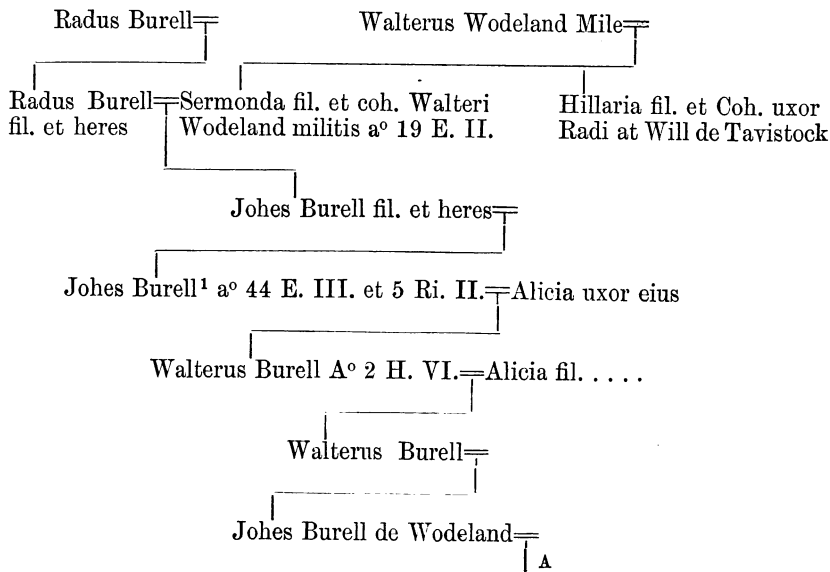 Radus Burell Walterus Wodeland Mile
Radus Burell Sermonda fil. et coh. Walteri Hillaria fil. et Coh. uxor
fil. et heres Wodeland militis aº 19 E. II. Radi at Will de Tavistock
Johes Burell fil. et heres
Johes Burell¹ aº 44 E. III. et 5 Ri. II. Alicia uxor eius
Walterus Burell Aº 2 H. VI. Alicia fil. . . . .
Walterus Burell
Johes Burell de Wodeland
A